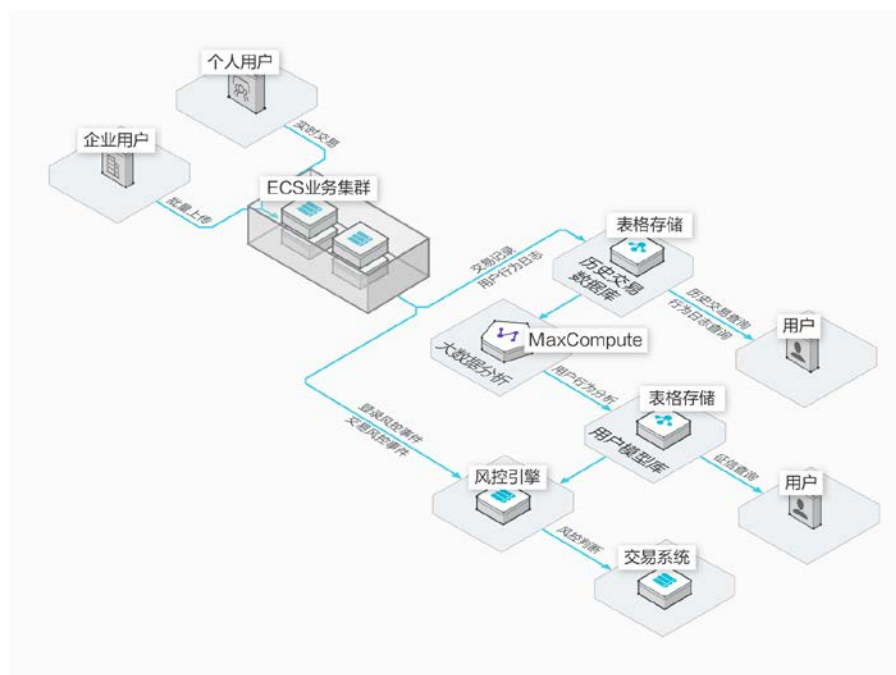 个人用户
实时交易
企业用户
批量上传
ECS业务集群
表格存储
历史交易
数据库
交易记录
用户行为日志
历史交易查询
行为日志查询
用户
MaxCompute
大数据分析
用户行为分析
表格存储
用户模型库
登录风控事件
交易风控事件
征信查询
用户
风控引擎
风控判断
交易系统